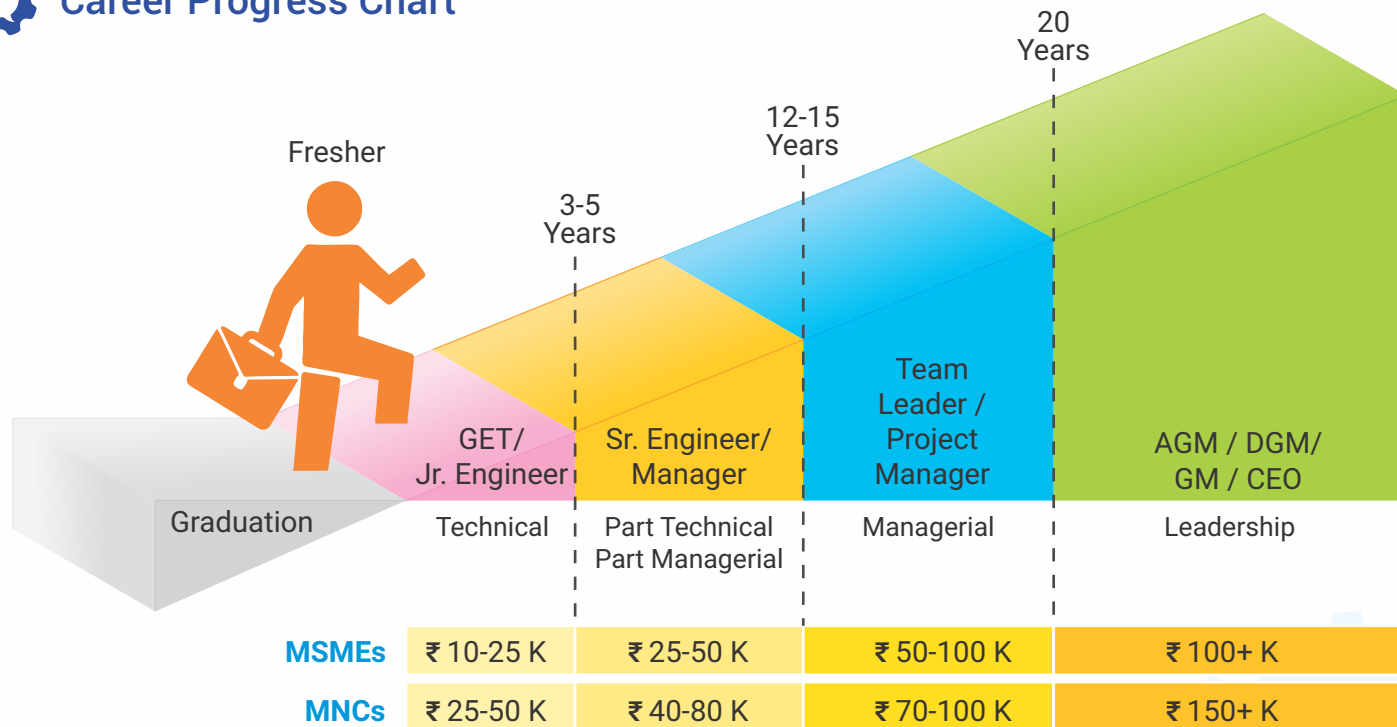 Career Progress Chart
20
Years
12-15
Years
Fresher
3-5
Years
Team
Leader /
Project
Manager
GET/
Jr. Engineer
Sr. Engineer/
Manager
AGM / DGM/
GM / CEO
Graduation
Technical
Part Technical
Part Managerial
Managerial
Leadership
MSMEs ₹ 10-25 K ₹ 25-50 K ₹ 50-100 K ₹ 100+ K
MNCs ₹ 25-50 K ₹ 40-80 K ₹ 70-100 K ₹ 150+ K